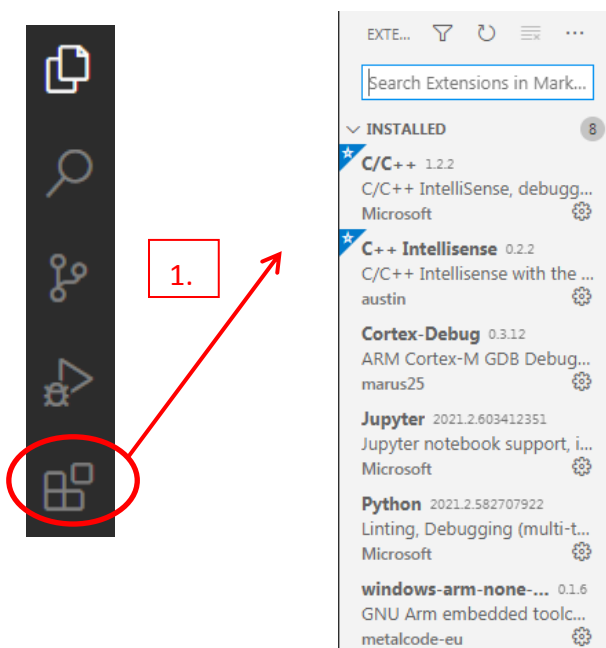 EXTE...
Search Extensions in Mark...
INSTALLED 8
C/C++ 1.2.2
C/C++ IntelliSense, debugg...
Microsoft
1.
C++ Intellisense 0.2.2
C/C++ Intellisense with the ...
austin
Cortex-Debug 0.3.12
ARM Cortex-M GDB Debug...
marus25
Jupyter 2021.2.603412351
Jupyter notebook support, i...
Microsoft
Python 2021.2.582707922
Linting, Debugging (multi-t...
Microsoft
windows-arm-none-... 0.1.6
GNU Arm embedded toolc...
metalcode-eu